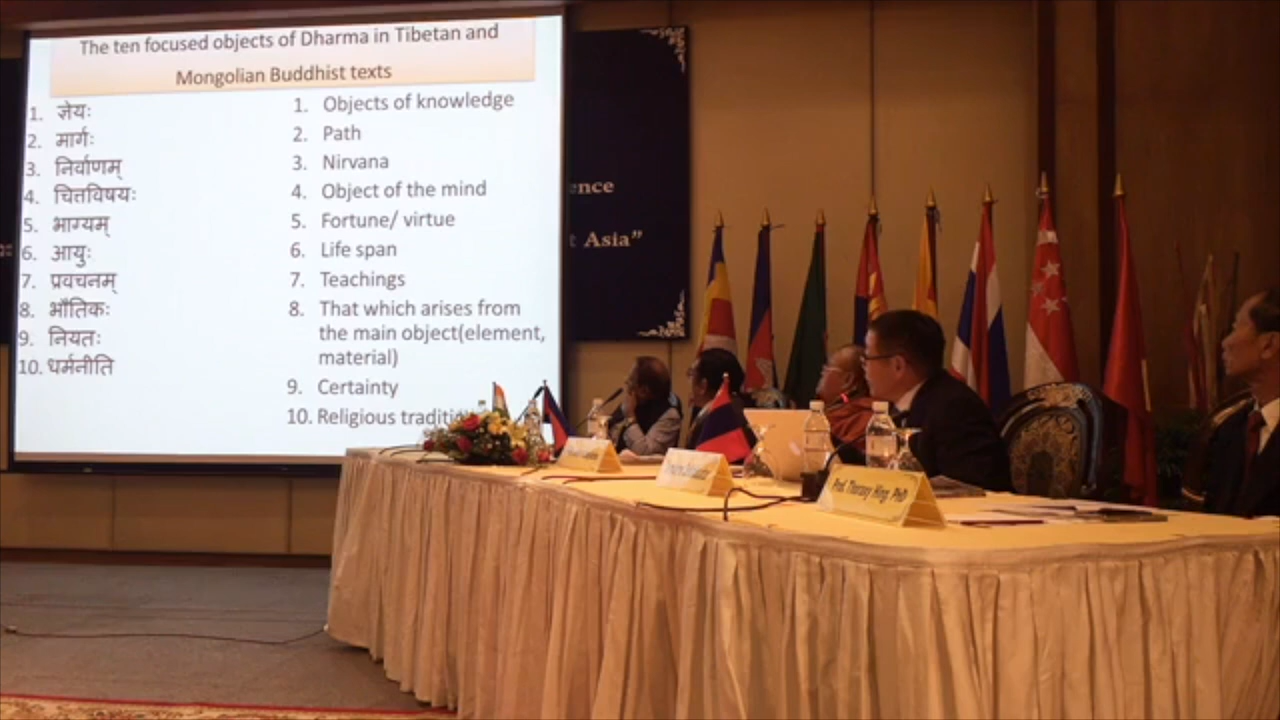 The ten focused objects of Dharma in Tibetan and
Mongolian Buddhist texts
1. ज्ञेयः
2. मार्गः
3. निर्वाणम्
4. चित्तविषयः
5. भाग्यम्
6. आयुः
7. प्रवचनम्
8. भौतिकः
9. नियतः
10. धर्मनीति
1. Objects of knowledge
2. Path
3. Nirvana
4. Object of the mind
5. Fortune/ virtue
6. Life span
7. Teachings
8. That which arises from
the main object(element,
material)
9. Certainty
10. Religious traditi
ence
t Asia”
Prof. Thorasy Hing, PhD